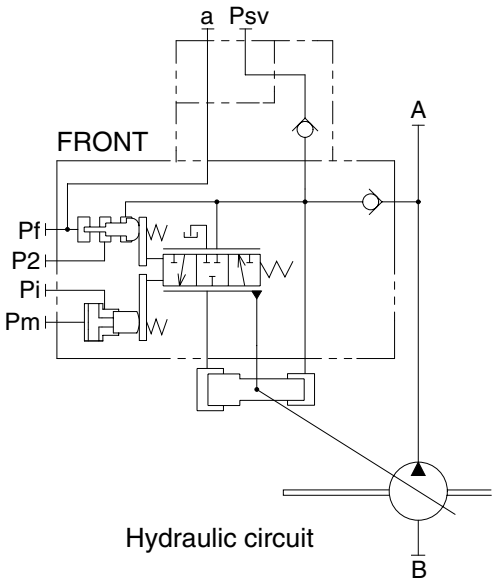 a Psv
A
FRONT
Pf
P2
Pi
Pm
Hydraulic circuit
B